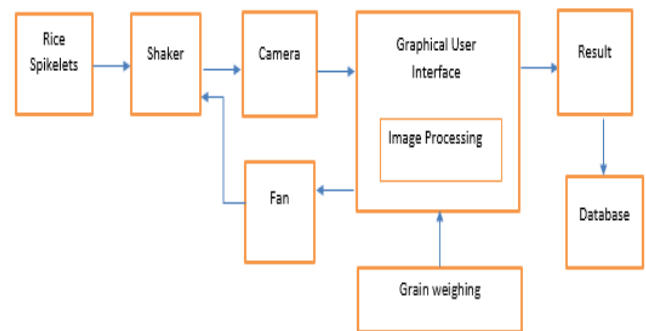 Rice
Spikelets
Shaker
Camera
Graphical User
Interface
Image Processing
Result
Fan
Database
Grain weighing